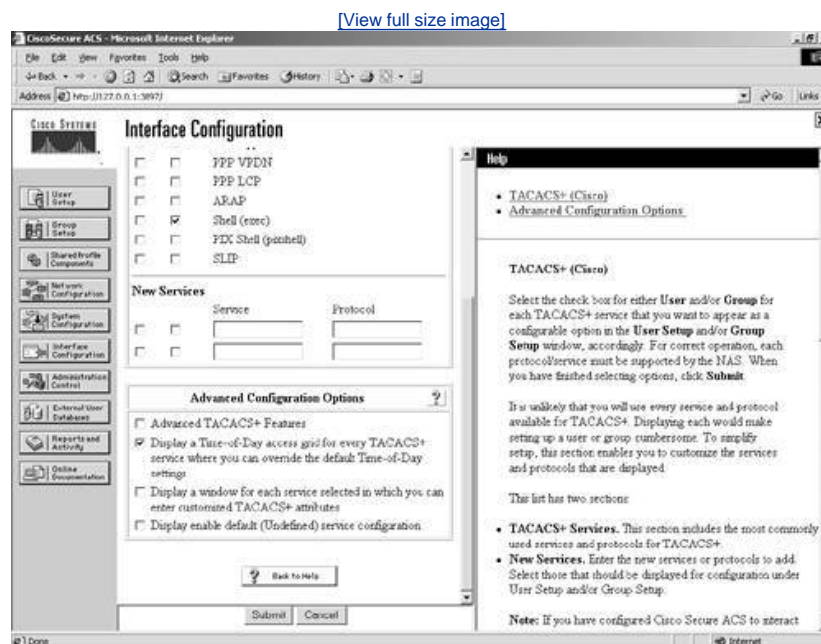 [View full size image]
CiscoSecure ACS - Microsoft Internet Explorer
File Edit View Favorites Tools Help
Back Search Favorites History
Address http://127.0.0.1:3897/ Go Links
CISCO SYSTEMS
User Setup
Group Setup
Shared Profile Components
Network Configuration
System Configuration
Interface Configuration
Administration Control
External User Databases
Reports and Activity
Online Documentation
Interface Configuration
PPP VPDN
PPP LCP
ARAP
Shell (exec)
PIX Shell (pixshell)
SLIP
New Services
Service Protocol
Advanced Configuration Options ?
Advanced TACACS+ Features
Display a Time-of-Day access grid for every TACACS+
service where you can override the default Time-of-Day
settings
Display a window for each service selected in which you can
enter customized TACACS+ attributes
Display enable default (Undefined) service configuration
? Back to Help
Submit Cancel
Help
TACACS+ (Cisco)
Advanced Configuration Options
TACACS+ (Cisco)
Select the check box for either User and/or Group for
each TACACS+ service that you want to appear as a
configurable option in the User Setup and/or Group
Setup window, accordingly. For correct operation, each
protocol/service must be supported by the NAS. When
you have finished selecting options, click Submit.
It is unlikely that you will use every service and protocol
available for TACACS+. Displaying each would make
setting up a user or group cumbersome. To simplify
setup, this section enables you to customize the services
and protocols that are displayed.
This list has two sections:
TACACS+ Services. This section includes the most commonly
used services and protocols for TACACS+.
New Services. Enter the new services or protocols to add.
Select those that should be displayed for configuration under
User Setup and/or Group Setup.
Note: If you have configured Cisco Secure ACS to interact
Done Internet